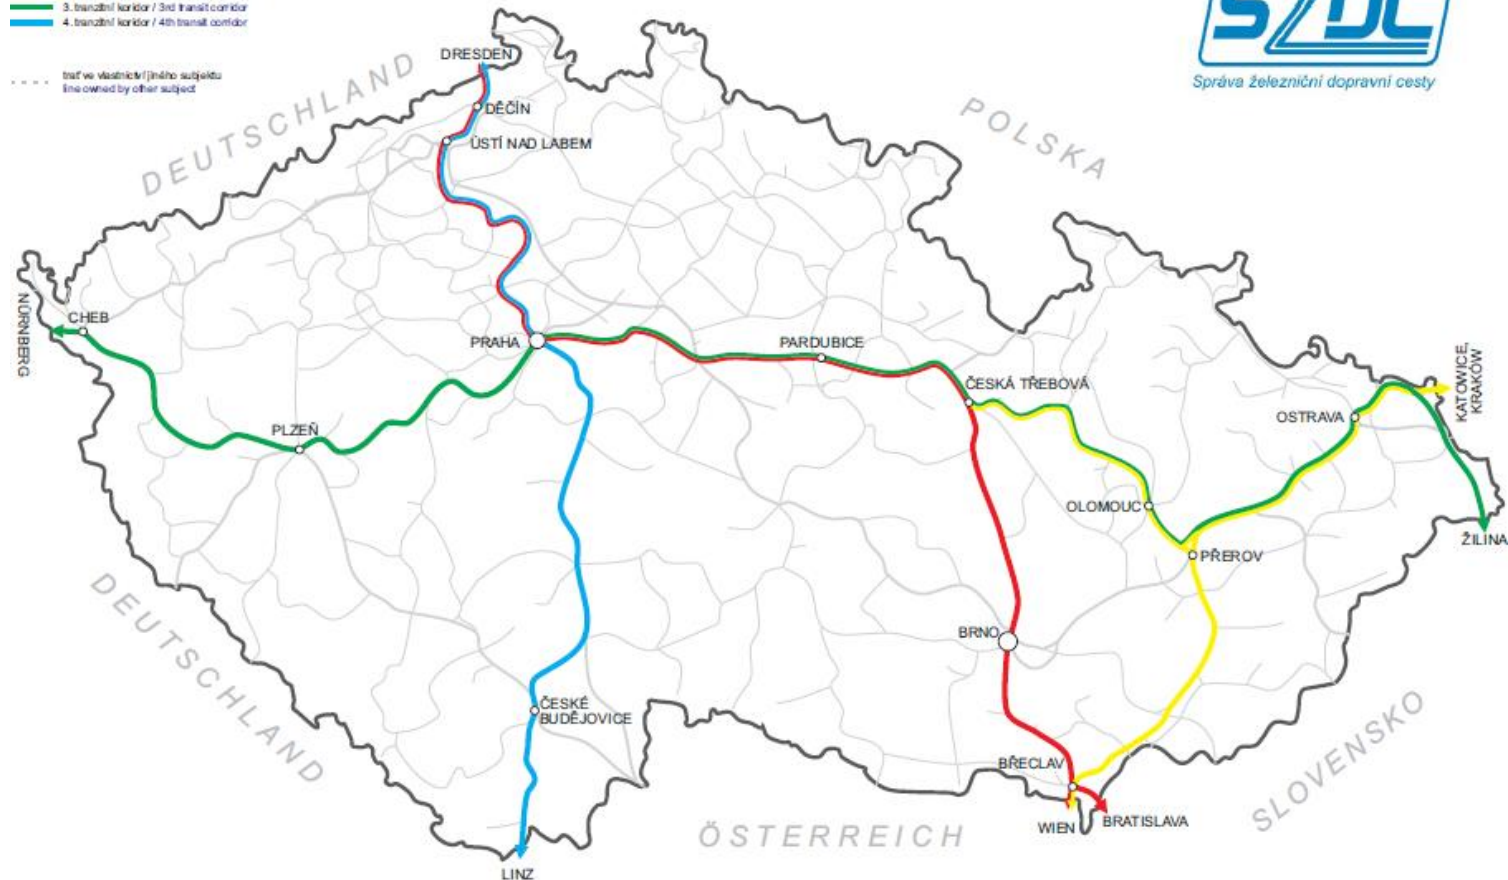 3. tranzitní koridor / 3rd transit corridor
4. tranzitní koridor / 4th transit corridor
trať ve vlastnictví jiného subjektu
line owned by other subject
SŽDC
Správa železniční dopravní cesty
DEUTSCHLAND
POLSKA
DRESDEN
DĚČÍN
ÚSTÍ NAD LABEM
NÜRNBERG
CHEB
PRAHA
PARDUBICE
ČESKÁ TŘEBOVÁ
KATOWICE,
KRAKÓW
PLZEŇ
OSTRAVA
OLOMOUC
ŽILINA
PŘEROV
DEUTSCHLAND
BRNO
ČESKÉ
BUDĚJOVICE
BŘECLAV
SLOVENSKO
WIEN
BRATISLAVA
ÖSTERREICH
LINZ